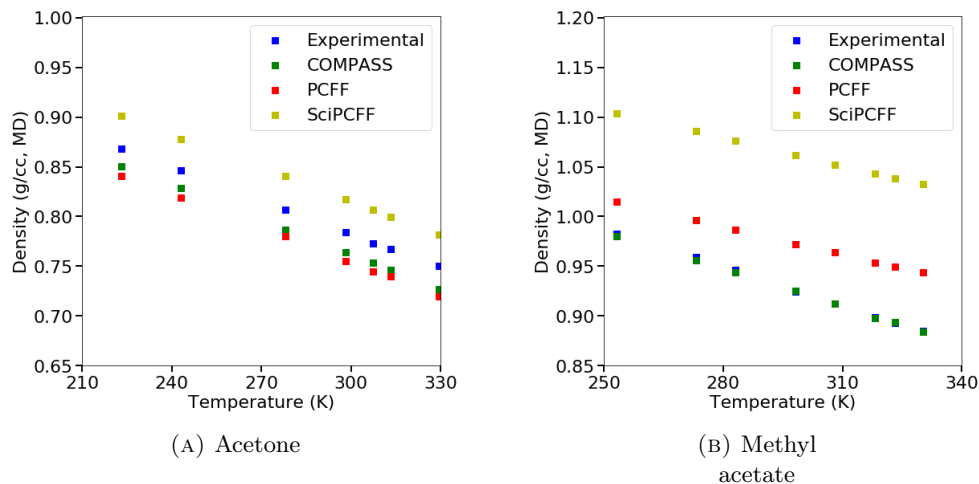 1.00
0.95
0.90
0.85
0.80
0.75
0.70
0.65
Density (g/cc, MD)
210 240 270 300 330
Temperature (K)
Experimental
COMPASS
PCFF
SciPCFF
(A) Acetone
1.20
1.15
1.10
1.05
1.00
0.95
0.90
0.85
Density (g/cc, MD)
250 280 310 340
Temperature (K)
Experimental
COMPASS
PCFF
SciPCFF
(B) Methyl
acetate